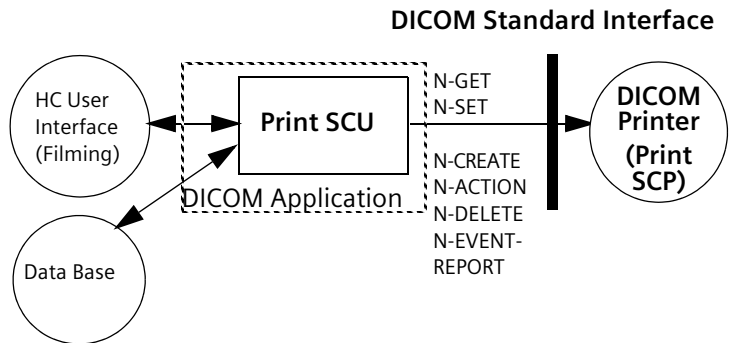 DICOM Standard Interface
HC User
Interface
(Filming)
Print SCU
DICOM Application
Data Base
N-GET
N-SET
N-CREATE
N-ACTION
N-DELETE
N-EVENT-
REPORT
DICOM
Printer
(Print
SCP)